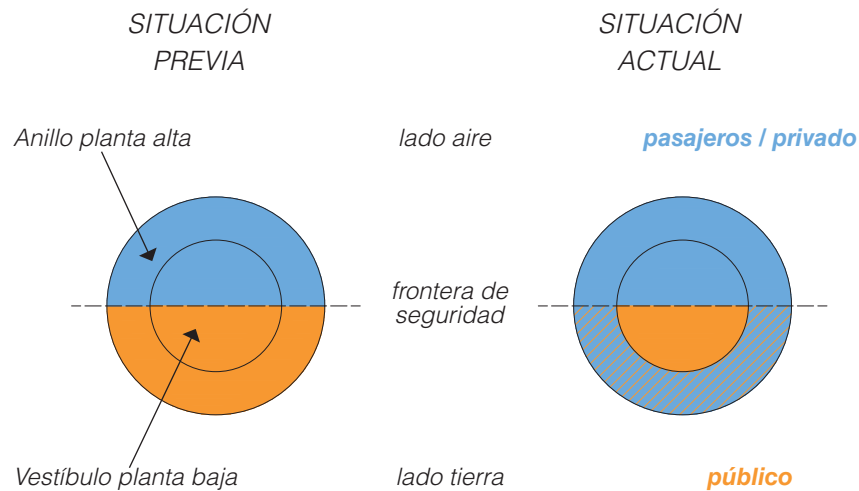 SITUACIÓN
PREVIA
SITUACIÓN
ACTUAL
Anillo planta alta
lado aire
pasajeros / privado
frontera de
seguridad
Vestíbulo planta baja
lado tierra
público